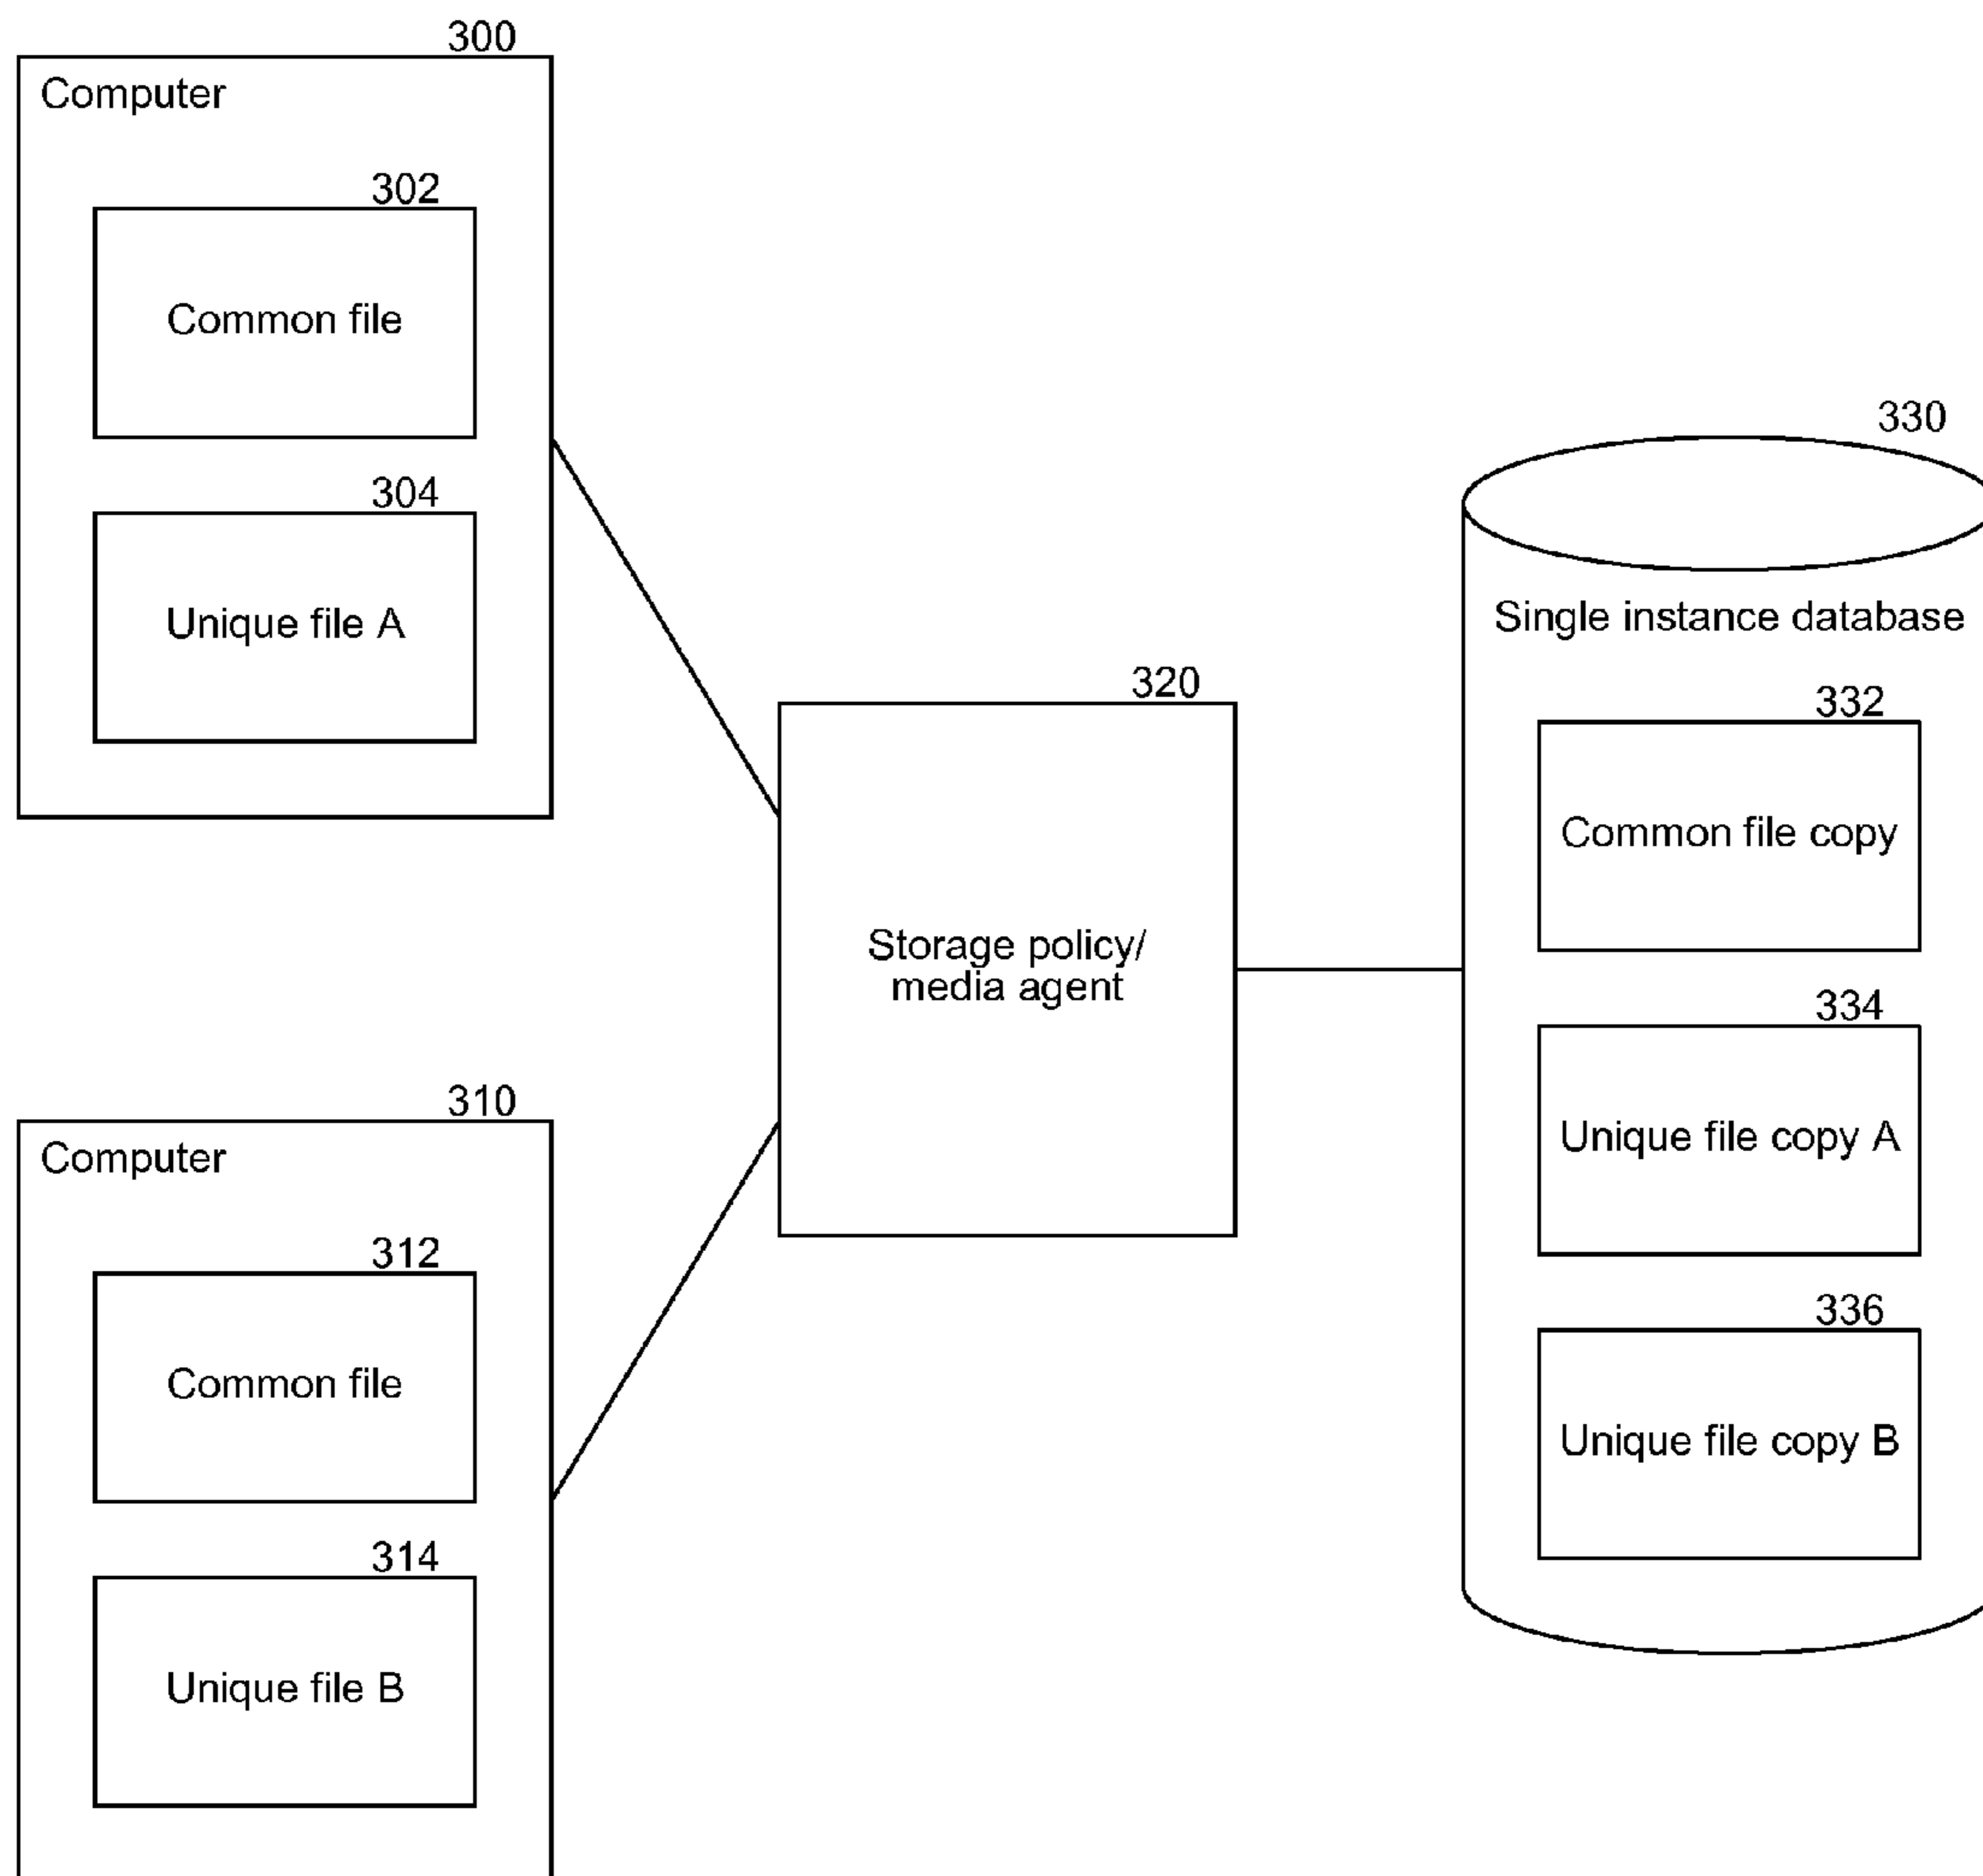 300
Computer
302
Common file
304
Unique file A
310
Computer
312
Common file
314
Unique file B
320
Storage policy/
media agent
330
Single instance database
332
Common file copy
334
Unique file copy A
336
Unique file copy B